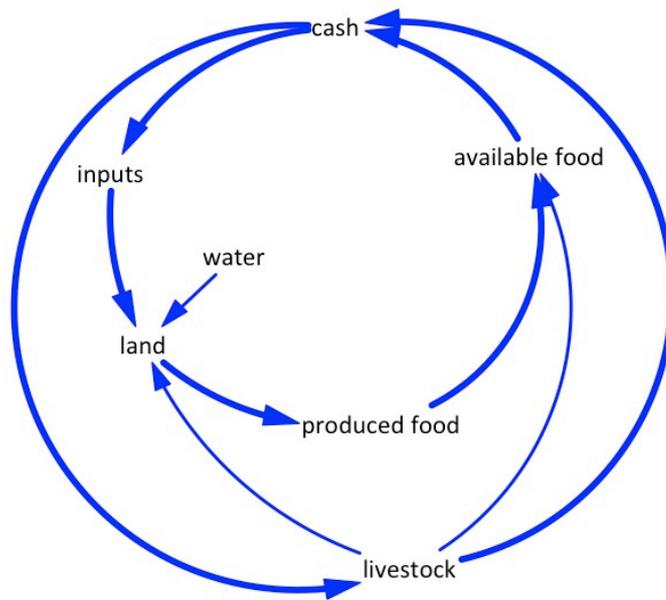 cash
available food
inputs
water
land
produced food
livestock